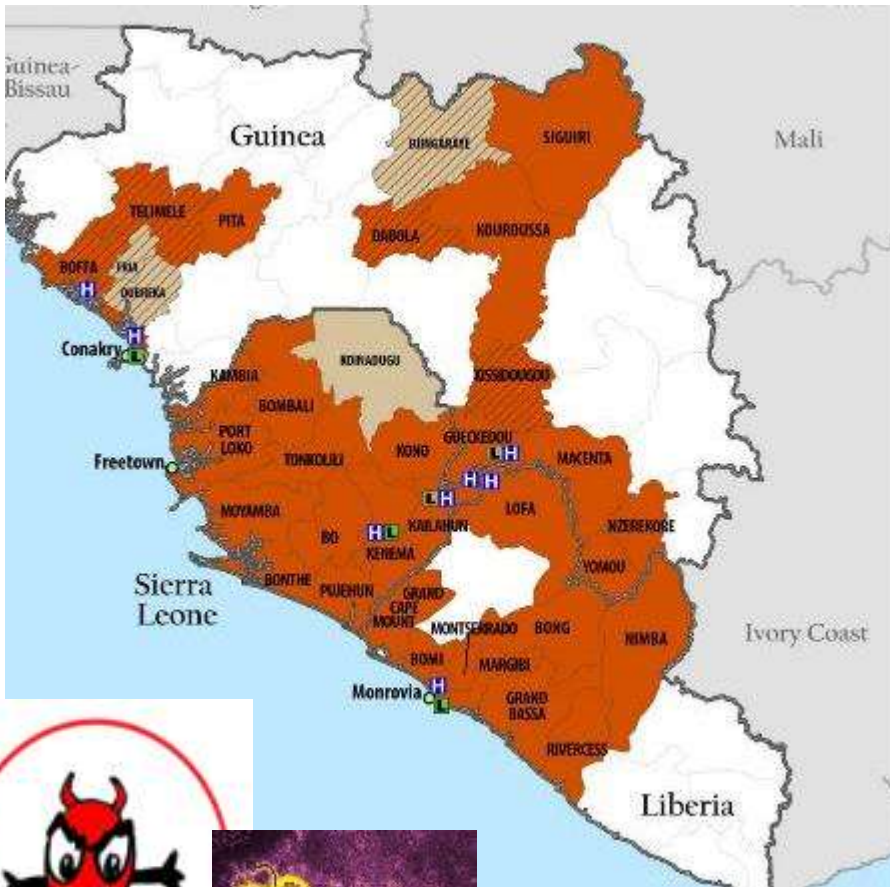 Guinea-
Bissau
Guinea
Mali
SIGUIRI
TELIMELE
PITA
DABOLA
KOUROUSSA
BOFFA
FRIA
DUBREKA
H
H
Conakry
L
KOINADUGU
KISSIDOUGOU
KAMBIA
BOMBALI
PORT
LOKO
TONKOLILI
KONO
GUECKEDOU
L H
MACENTA
Freetown
H H
L H
LOFA
NZEREKORE
MOYAMBA
BO
KAILAHUN
H L
KENEMA
YOMOU
Sierra
Leone
BONTHE
PUJEHUN
GRAND
CAPE
MOUNT
MONTSERRADO
BONG
NIMBA
Ivory Coast
BOMI
MARGIBI
Monrovia
H
L
GRAND
BASSA
RIVERCESS
Liberia